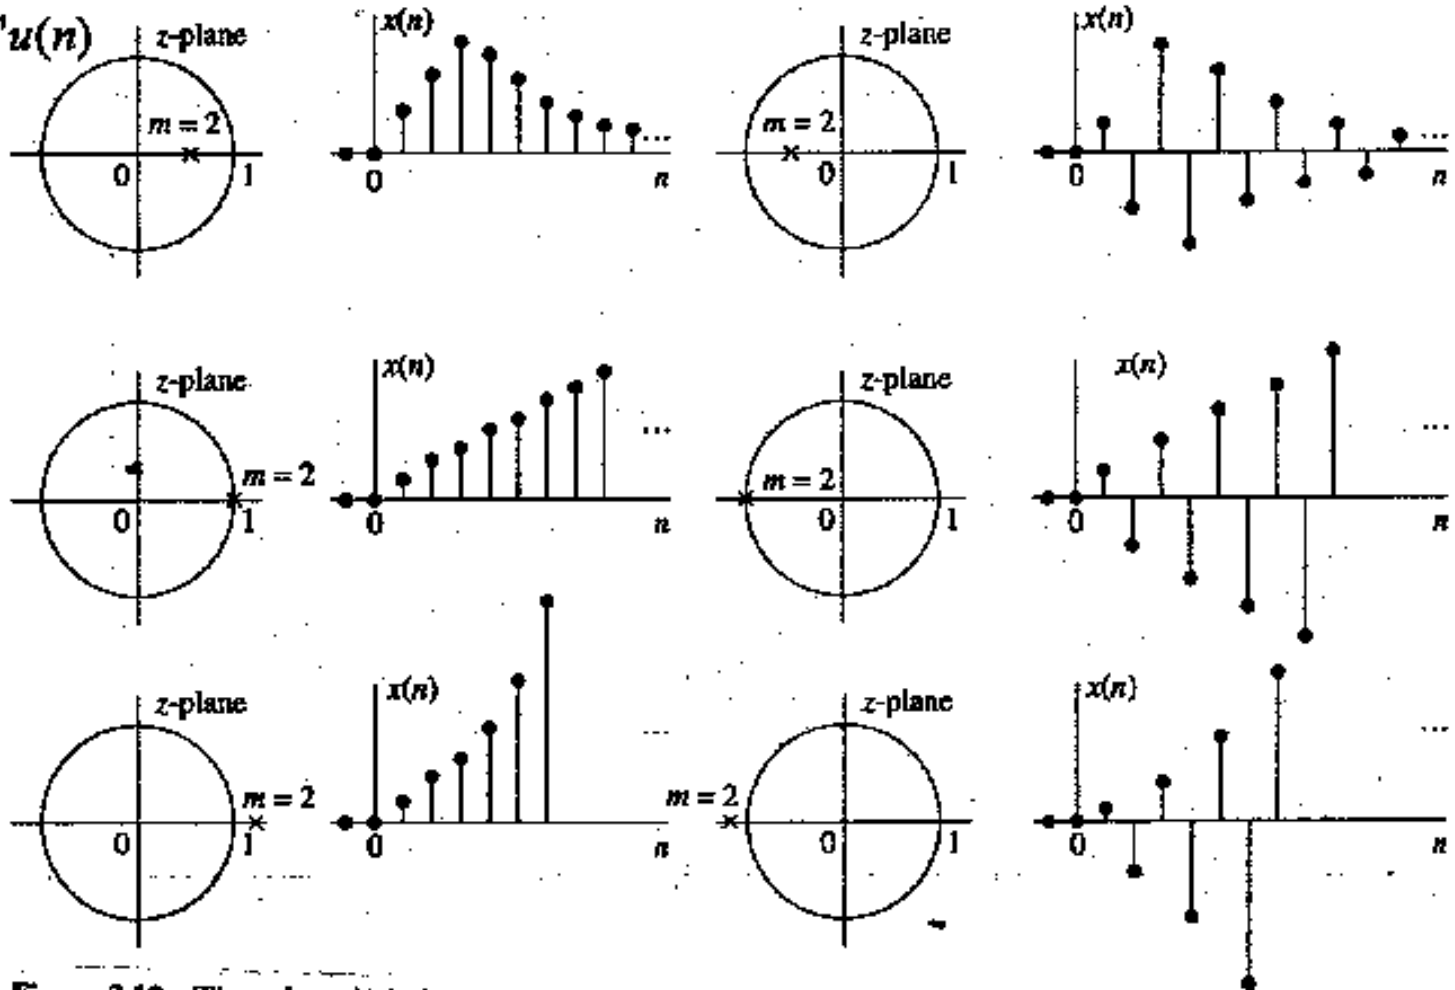 u(n) z-plane x(n) z-plane x(n)
m = 2 ... m = 2 ...
0 1 0 n 0 1 0 n
z-plane x(n) z-plane x(n)
m = 2 ... m = 2 ...
0 1 0 n 0 1 0 n
z-plane x(n) z-plane x(n)
m = 2 ... m = 2 ...
0 1 0 n 0 1 0 n